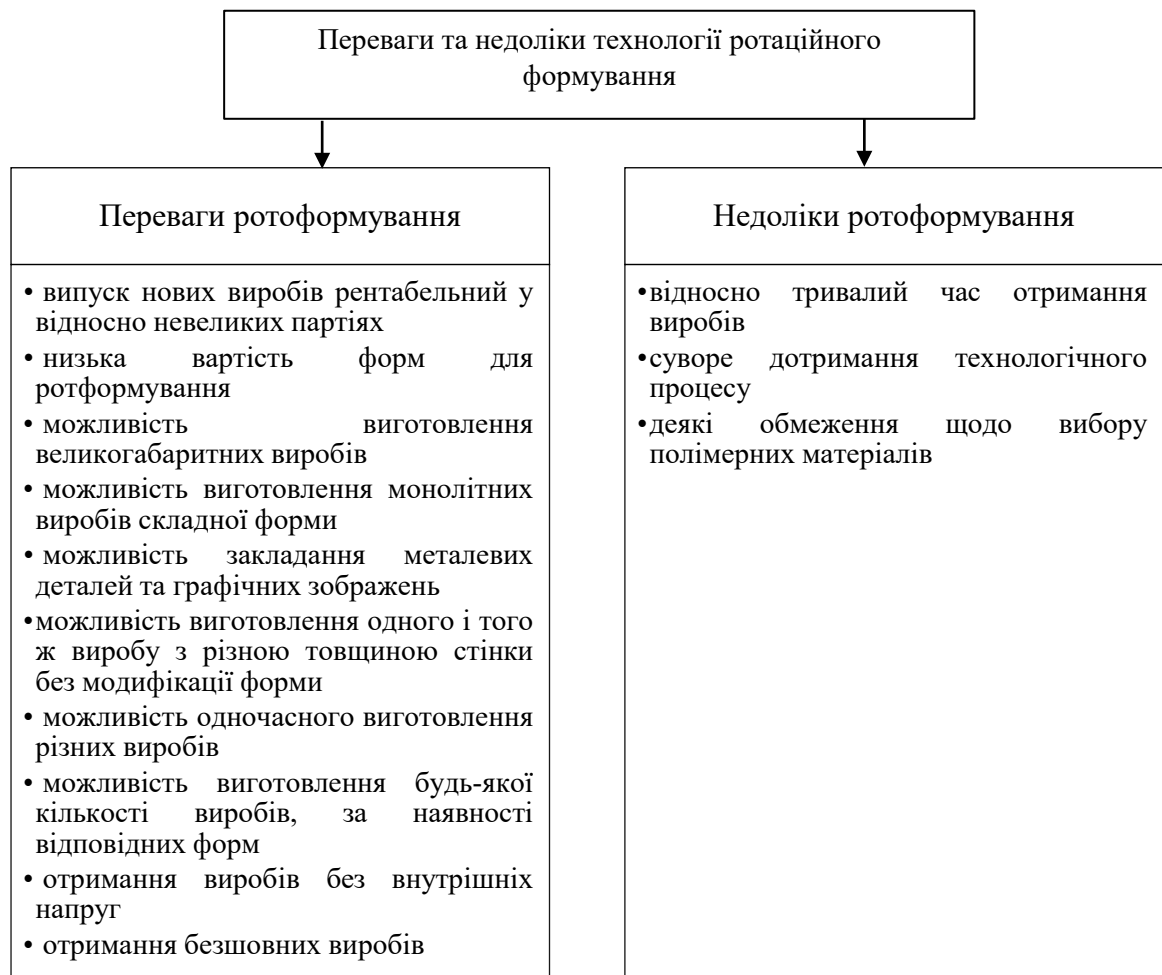 Переваги та недоліки технології ротаційного
формування
Переваги ротоформування
• випуск нових виробів рентабельний у
відносно невеликих партіях
• низька вартість форм для
ротформування
• можливість виготовлення
великогабаритних виробів
• можливість виготовлення монолітних
виробів складної форми
• можливість закладання металевих
деталей та графічних зображень
•можливість виготовлення одного і того
ж виробу з різною товщиною стінки
без модифікації форми
• можливість одночасного виготовлення
різних виробів
• можливість виготовлення будь-якої
кількості виробів, за наявності
відповідних форм
• отримання виробів без внутрішніх
напруг
• отримання безшовних виробів
Недоліки ротоформування
•відносно тривалий час отримання
виробів
•суворе дотримання технологічного
процесу
•деякі обмеження щодо вибору
полімерних матеріалів